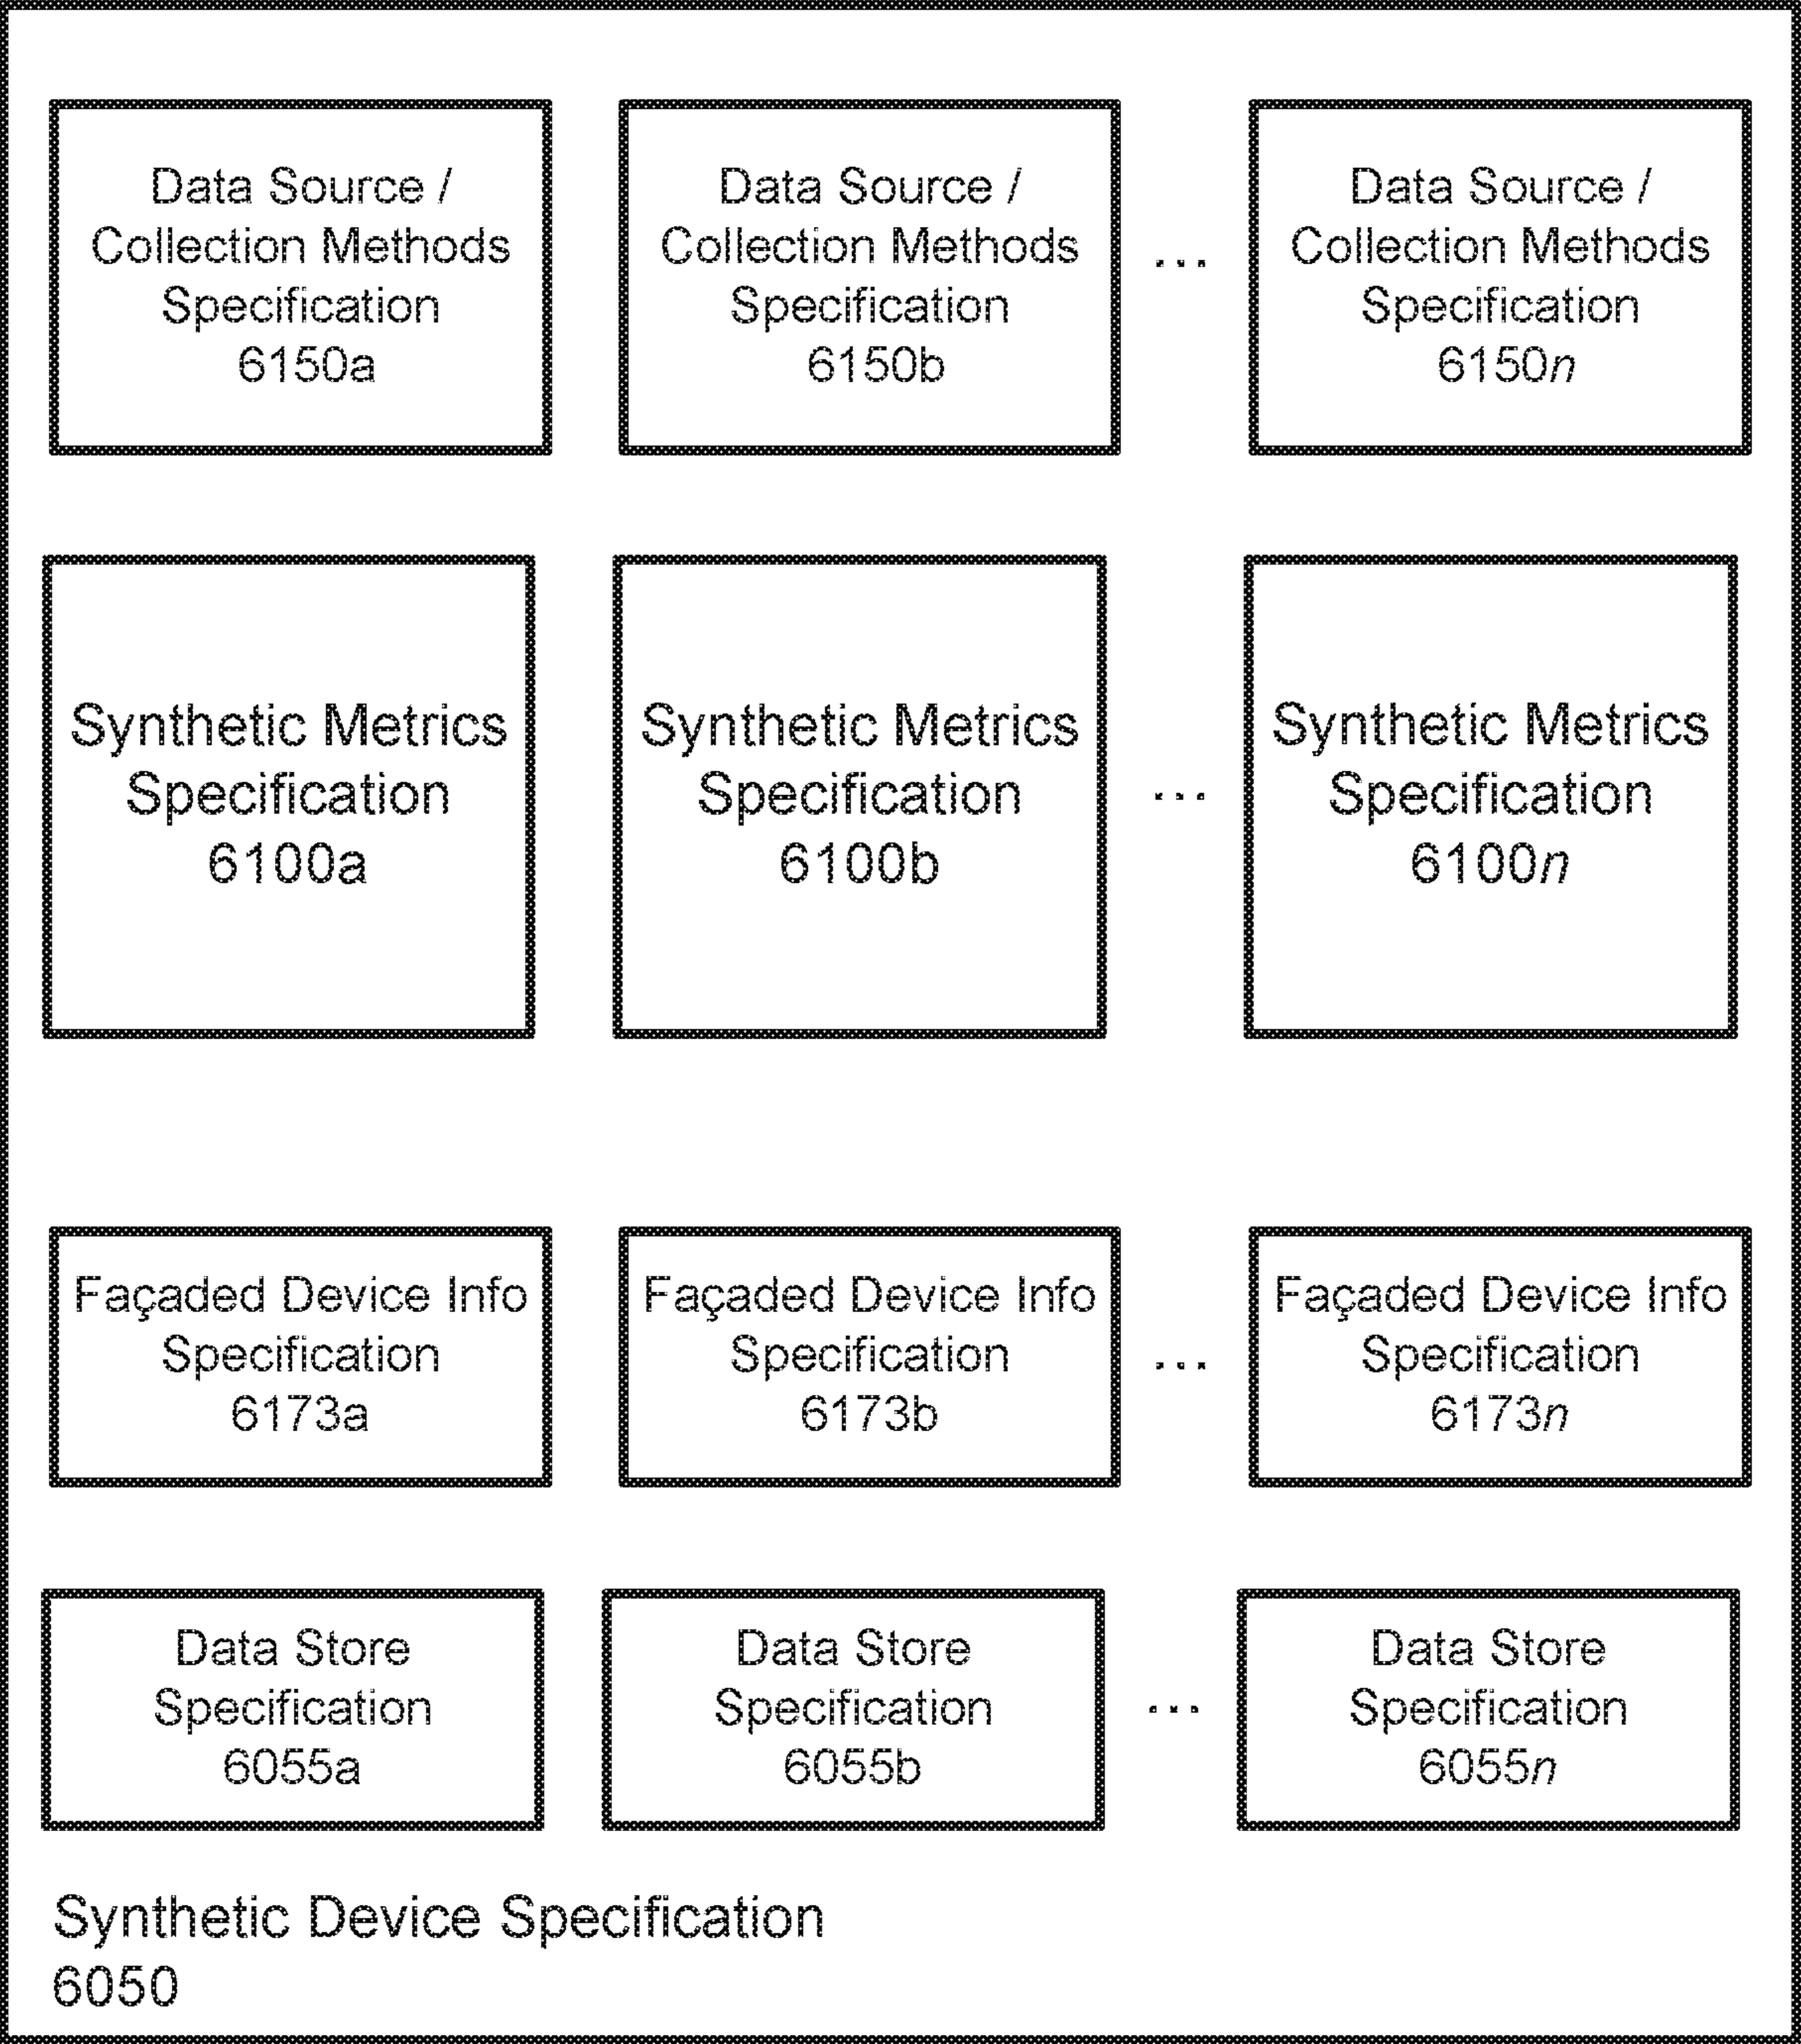 Data Source /
Collection Methods
Specification
6150a
Data Source /
Collection Methods
Specification
6150b
...
Data Source /
Collection Methods
Specification
6150n
Synthetic Metrics
Specification
6100a
Synthetic Metrics
Specification
6100b
...
Synthetic Metrics
Specification
6100n
Façaded Device Info
Specification
6173a
Façaded Device Info
Specification
6173b
...
Façaded Device Info
Specification
6173n
Data Store
Specification
6055a
Data Store
Specification
6055b
...
Data Store
Specification
6055n
Synthetic Device Specification
6050